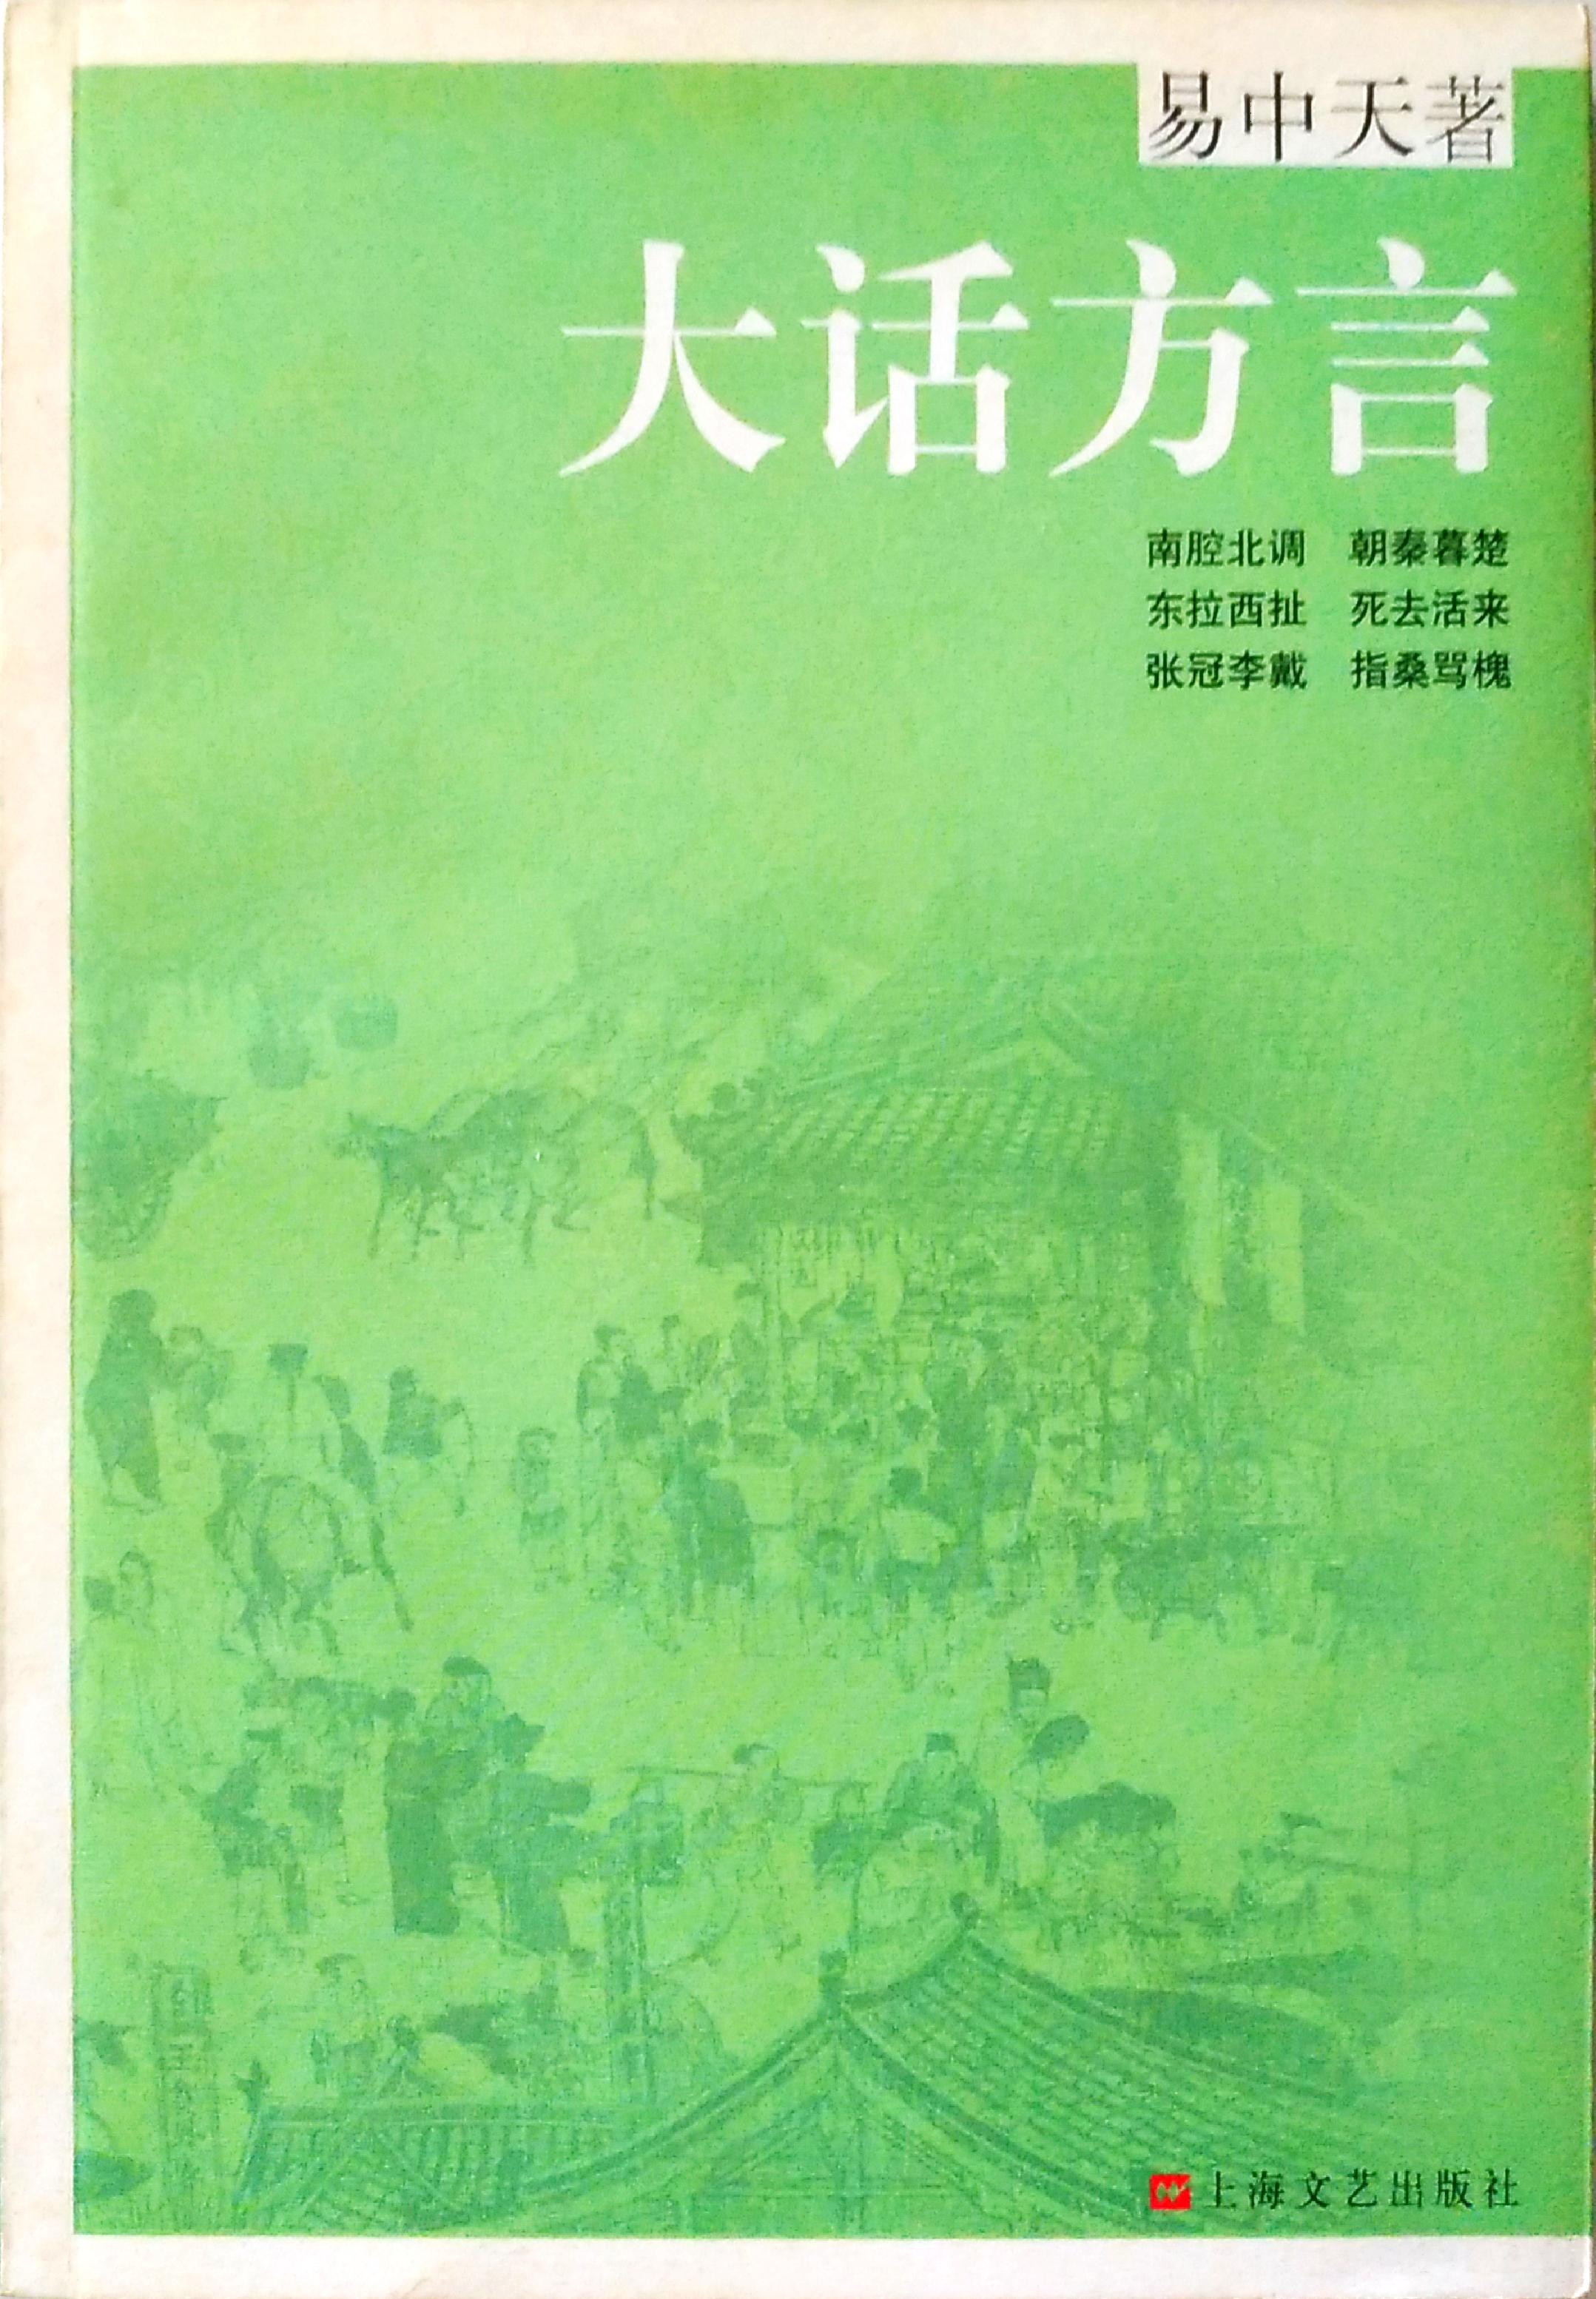 易中天著
大话方言
南腔北调 朝秦暮楚
东拉西扯 死去活来
张冠李戴 指桑骂槐
上海文艺出版社